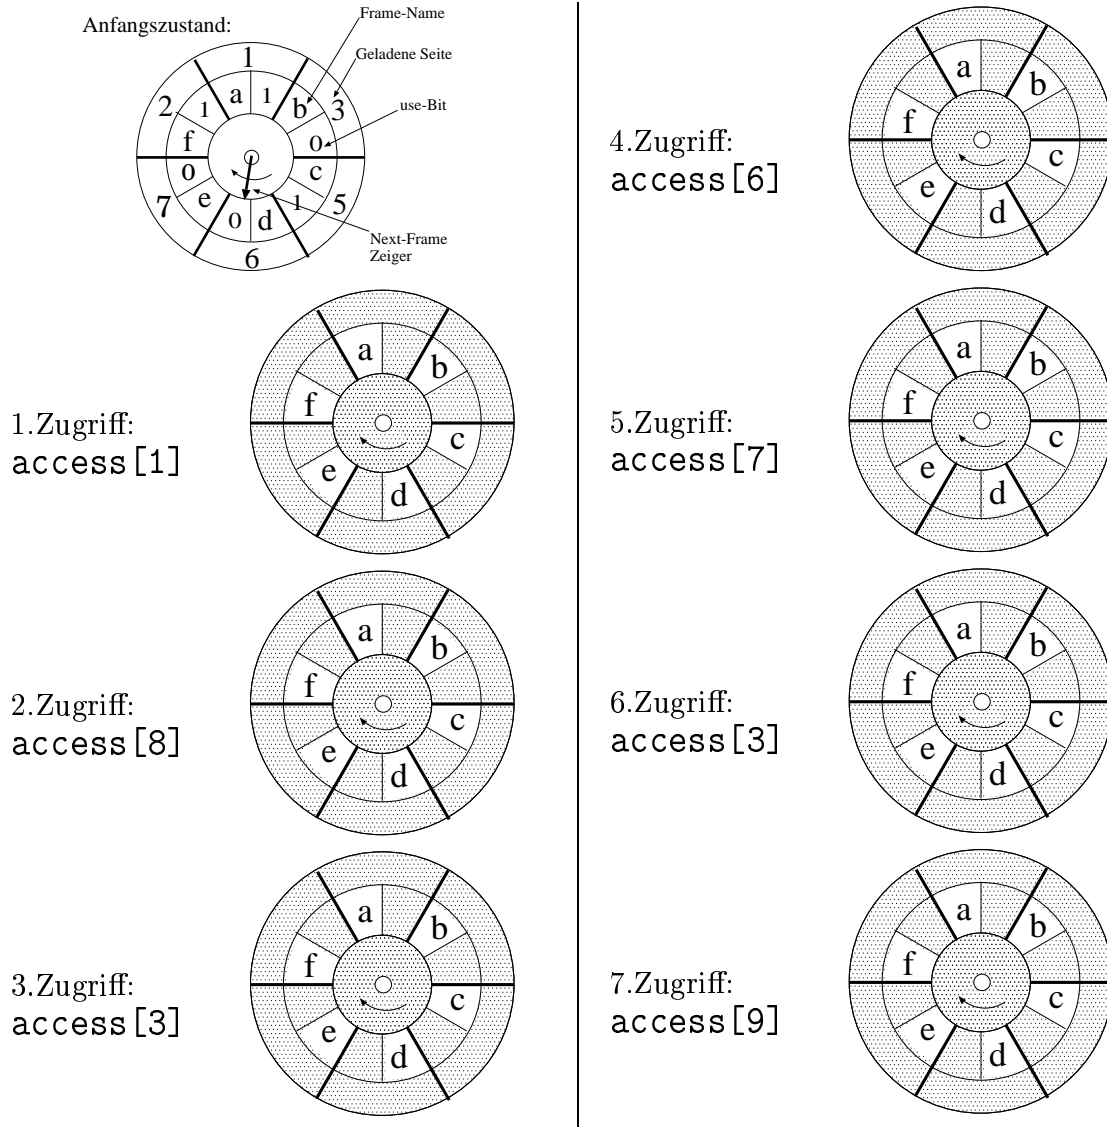 Anfangszustand:
Frame-Name
Geladene Seite
use-Bit
Next-Frame
Zeiger
1
2
1
a
1
b
3
f
0
0
c
7
e
0
d
1
5
6
1.Zugriff:
access[1]
a
b
f
c
e
d
2.Zugriff:
access[8]
a
b
f
c
e
d
3.Zugriff:
access[3]
a
b
f
c
e
d
4.Zugriff:
access[6]
a
b
f
c
e
d
5.Zugriff:
access[7]
a
b
f
c
e
d
6.Zugriff:
access[3]
a
b
f
c
e
d
7.Zugriff:
access[9]
a
b
f
c
e
d